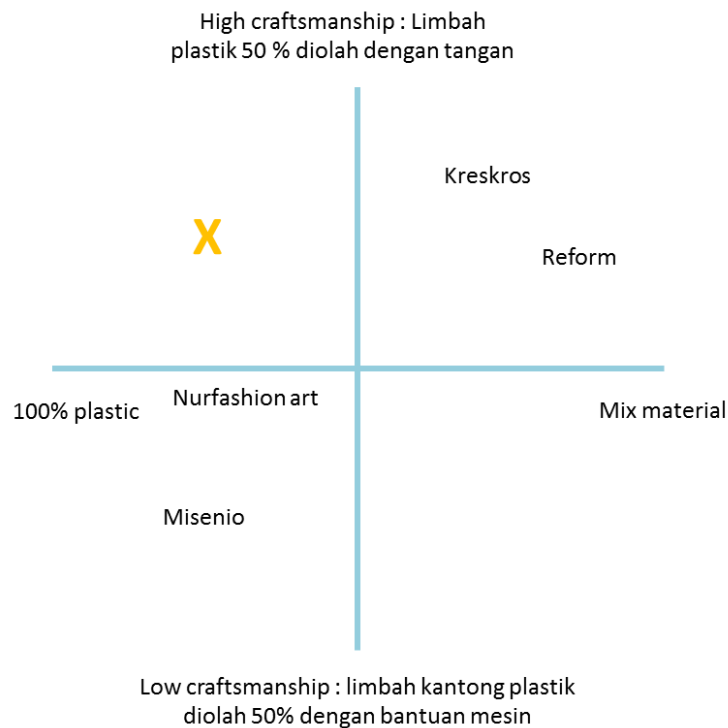 High craftsmanship : Limbah
plastik 50 % diolah dengan tangan
Kreskros
X
Reform
Nurfashion art
100% plastic
Mix material
Misenio
Low craftsmanship : limbah kantong plastik
diolah 50% dengan bantuan mesin